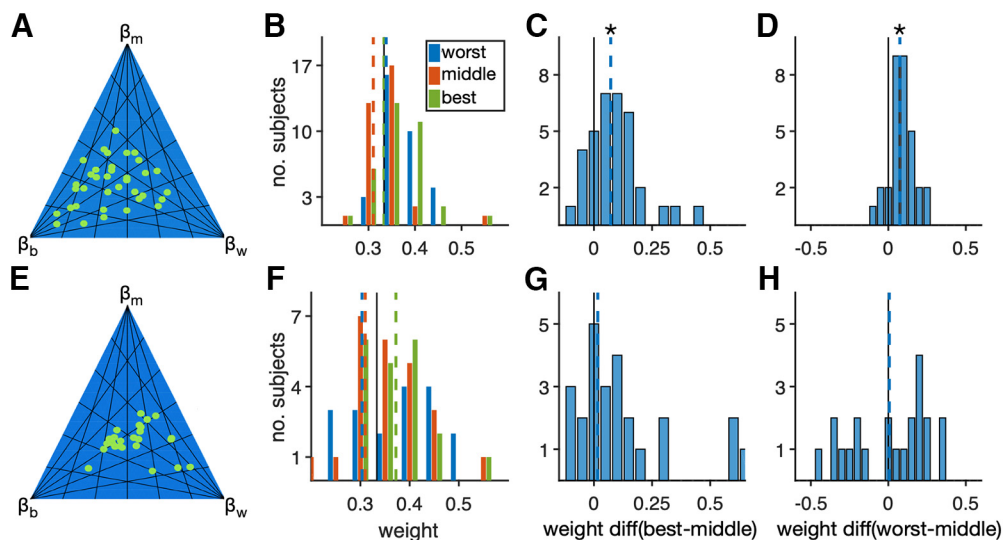 A
βm
βb
βw
B
no. subjects
17
10
3
0.3
0.4
0.5
worst
middle
best
C
*
8
5
2
0
0.25
0.5
D
*
8
5
2
-0.5
0
0.5
E
βm
βb
βw
F
no. subjects
7
4
1
0.3
0.4
0.5
weight
G
5
3
1
0
0.25
0.5
weight diff(best-middle)
H
5
3
1
-0.5
0
0.5
weight diff(worst-middle)